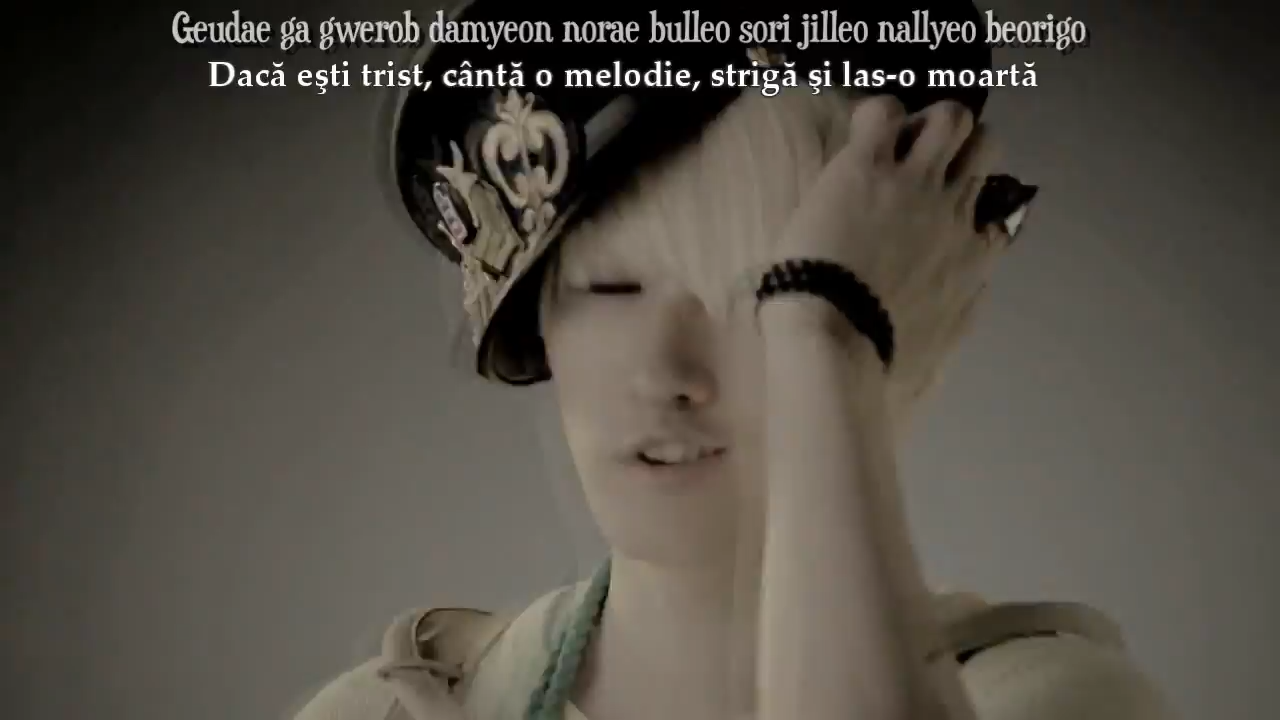 Geudae ga gwerob damyeon norae bulleo sori jilleo nallyeo beorigo
Dacă eşti trist, cântă o melodie, strigă şi las-o moartă